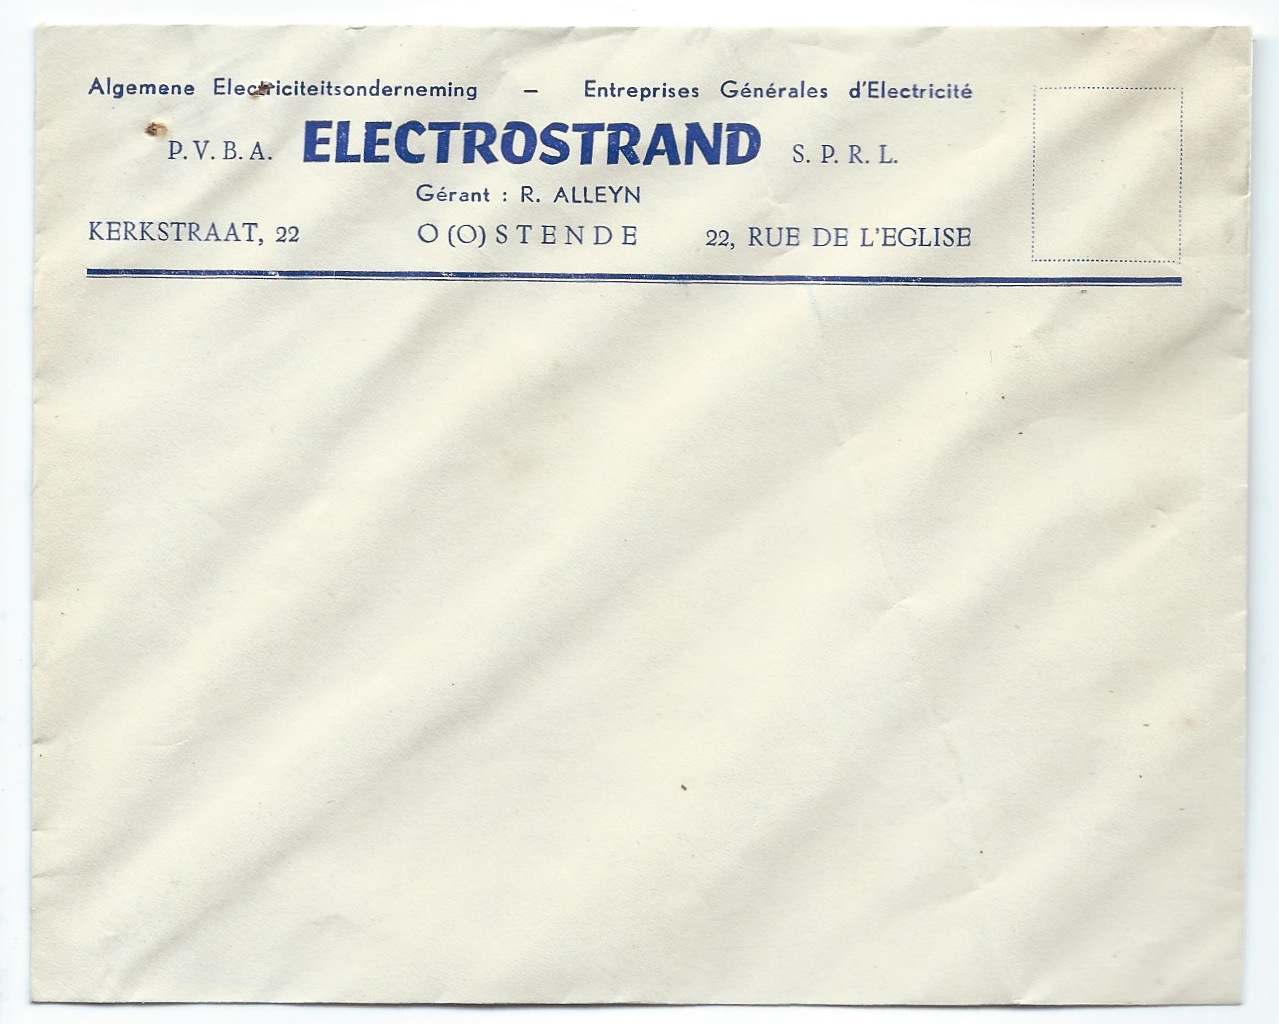 Algemene Electriciteitsonderneming – Entreprises Générales d'Electricité
P.V.B.A. ELECTROSTRAND S.P.R.L.
Gérant : R. ALLEYN
KERKSTRAAT, 22 O(O)STENDE 22, RUE DE L'EGLISE